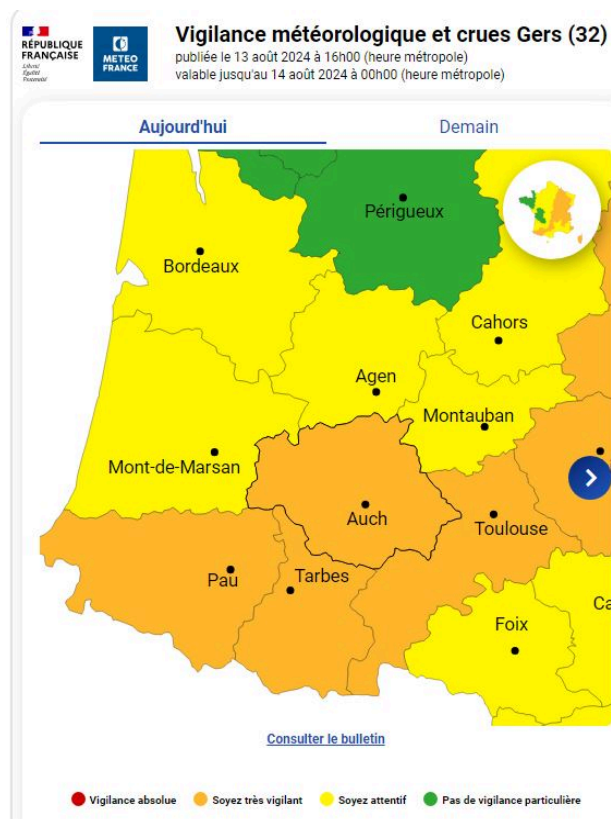 RÉPUBLIQUE
FRANÇAISE
Liberté
Égalité
Fraternité
METEO
FRANCE
Vigilance météorologique et crues Gers (32)
publiée le 13 août 2024 à 16h00 (heure métropole)
valable jusqu'au 14 août 2024 à 00h00 (heure métropole)
Aujourd'hui
Demain
Périgueux
Bordeaux
Cahors
Agen
Montauban
Mont-de-Marsan
Auch
Toulouse
Pau
Tarbes
Ca
Foix
Consulter le bulletin
Vigilance absolue
Soyez très vigilant
Soyez attentif
Pas de vigilance particulière